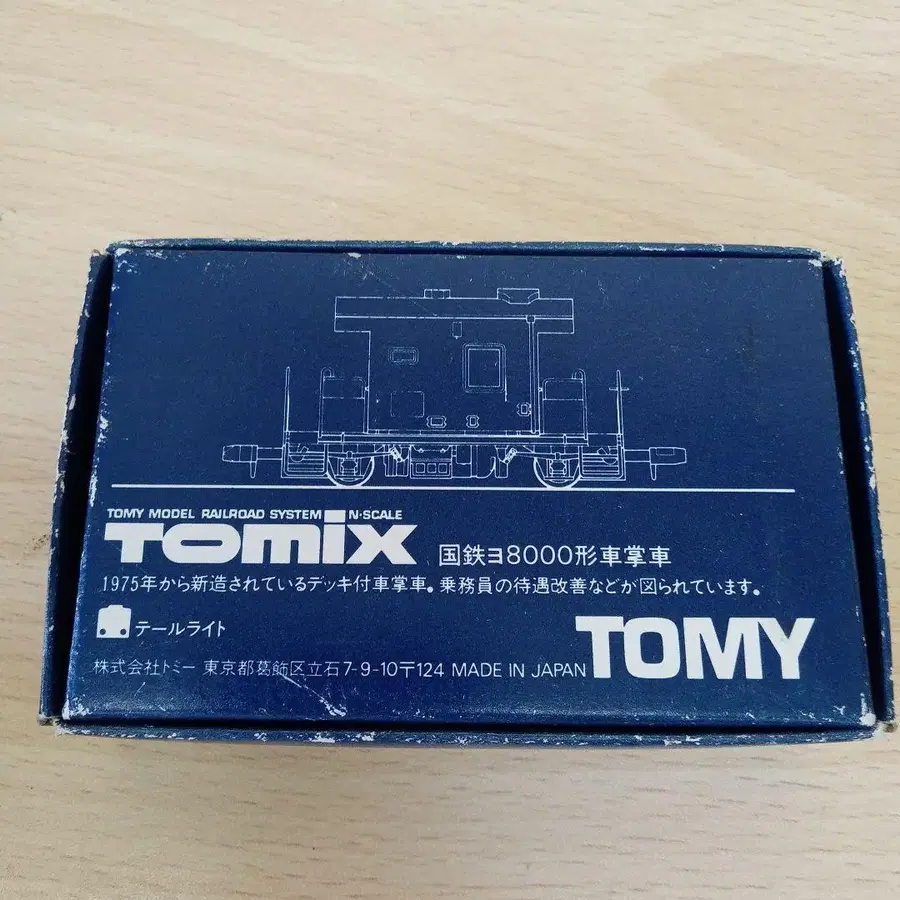 TOMY MODEL RAILROAD SYSTEM N·SCALE
TOMIX 国鉄ヨ8000形車掌車
1975年から新造されているデッキ付車掌車。乗務員の待遇改善などが図られています。
テールライト
株式会社トミー 東京都葛飾区立石7-9-10〒124 MADE IN JAPAN TOMY